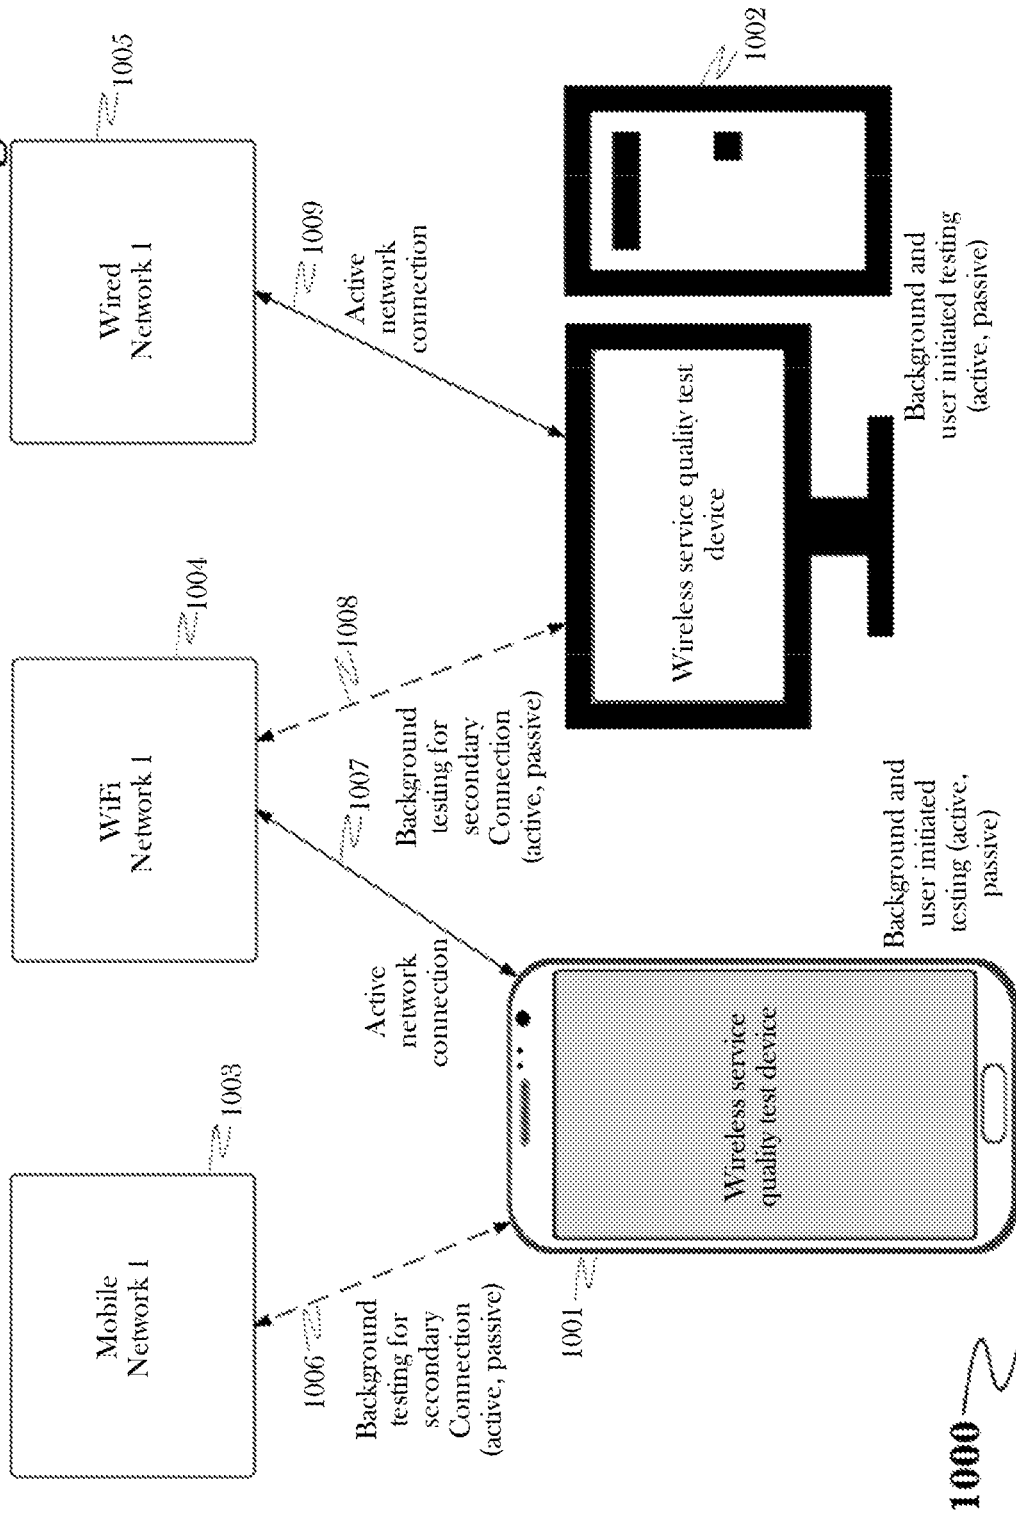 Mobile
Network 1
1003
WiFi
Network 1
1004
Wired
Network 1
1005
1006
Background
testing for
secondary
Connection
(active, passive)
Active
network
connection
1007
Background
testing for
secondary
Connection
(active, passive)
1008
Active
network
connection
1009
1001
Wireless service
quality test device
Background and
user initiated
testing (active,
passive)
Wireless service quality test
device
1002
Background and
user initiated testing
(active, passive)
1000